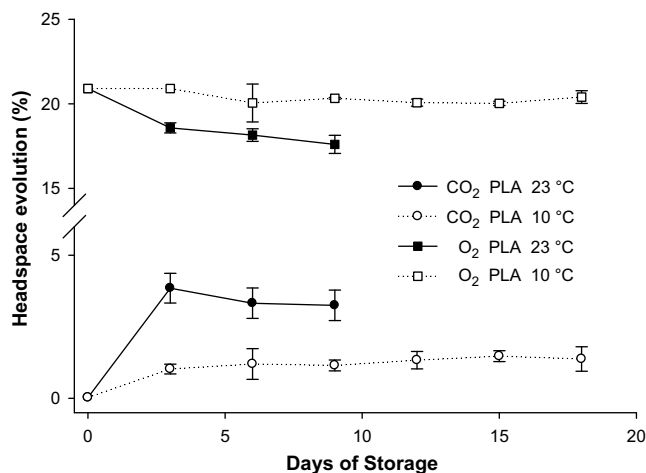 25
20
15
5
0
Headspace evolution (%)
CO2 PLA 23 °C
CO2 PLA 10 °C
O2 PLA 23 °C
O2 PLA 10 °C
0 5 10 15 20
Days of Storage